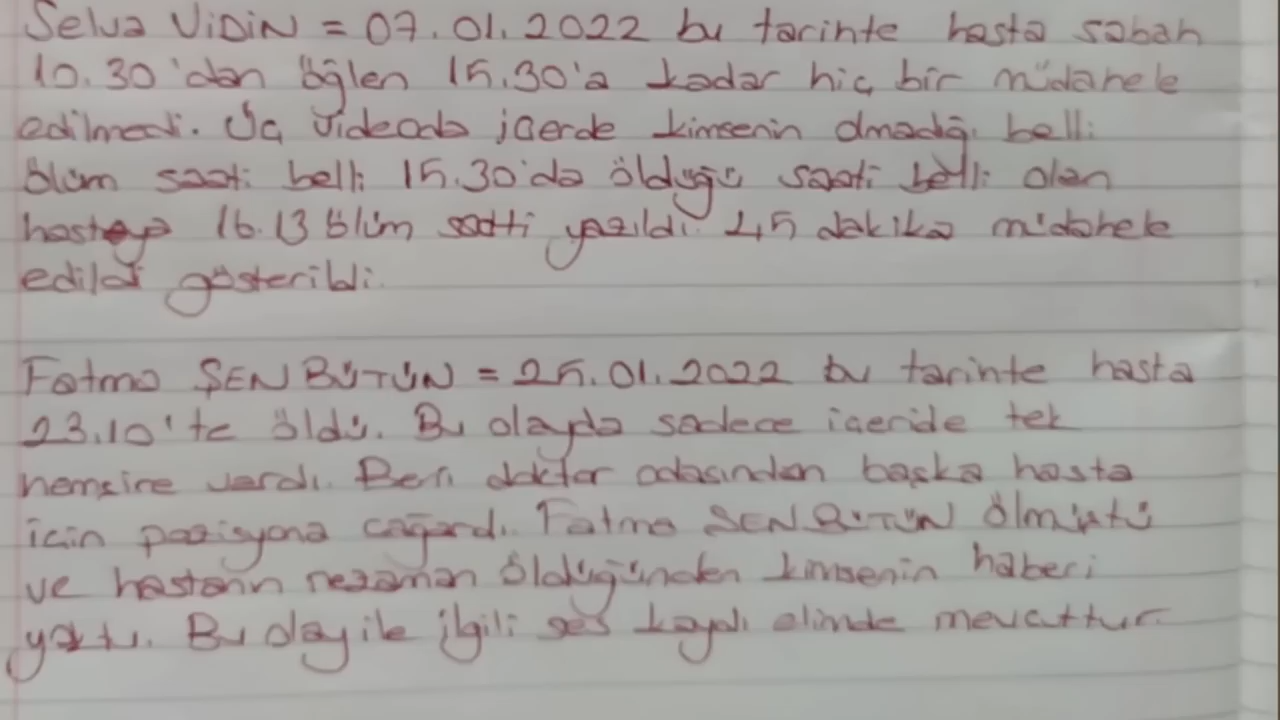 Selva ViDiN = 07.01.2022 bu tarihte hasta sabah
10.30'dan öğlen 15.30'a kadar hiç bir müdahele
edilmedi. Üç videoda içerde kimsenin olmadığı belli.
Ölüm saati belli 15.30'da öldüğü saati belli olan
hastaya 16.13 ölüm saati yazıldı. 45 dakika müdahele
edildi gösterildi.
Fatma ŞEN BÜTÜN = 25.01.2022 bu tarihte hasta
23.10'te öldü. Bu olayda sadece içeride tek
hemşire vardı. Beni doktor odasından başka hasta
için pozisyona çağırdı. Fatma ŞEN BÜTÜN ölmüştü
ve hastanın nezaman öldüğünden kimsenin haberi
yoktu. Bu olay ile ilgili ses kaydı elimde mevcuttur.